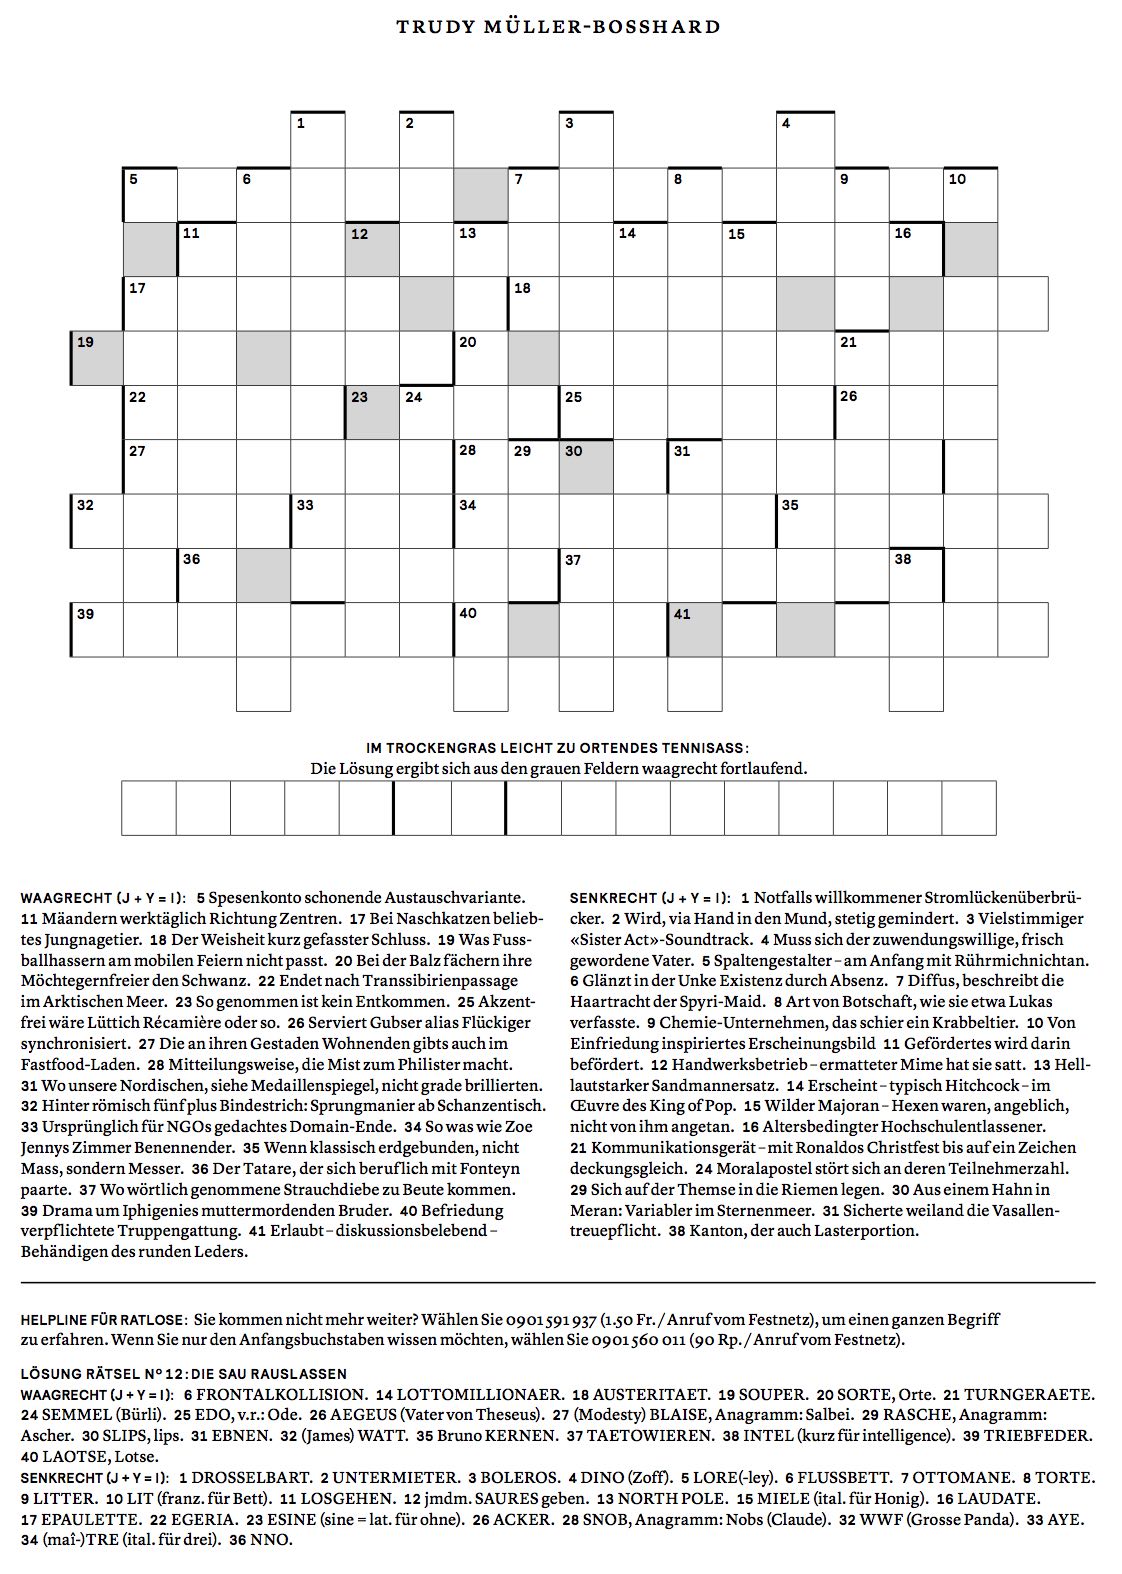 TRUDY MÜLLER-BOSSHARD
1 2 3 4
5 6 7 8 9 10
11 12 13 14 15 16
17 18
19 20 21
22 23 24 25 26
27 28 29 30 31
32 33 34 35
36 37 38
39 40 41
IM TROCKENGRAS LEICHT ZU ORTENDES TENNISASS:
Die Lösung ergibt sich aus den grauen Feldern waagrecht fortlaufend.
WAAGRECHT (J + Y = I): 5 Spesenkonto schonende Austauschvariante.
11 Mäandern werktäglich Richtung Zentren. 17 Bei Naschkatzen belieb-
tes Jungnagetier. 18 Der Weisheit kurz gefasster Schluss. 19 Was Fuss-
ballhassern am mobilen Feiern nicht passt. 20 Bei der Balz fächern ihre
Möchtegernfreier den Schwanz. 22 Endet nach Transsibirienpassage
im Arktischen Meer. 23 So genommen ist kein Entkommen. 25 Akzent-
frei wäre Lüttich Récamière oder so. 26 Serviert Gubser alias Flückiger
synchronisiert. 27 Die an ihren Gestaden Wohnenden gibts auch im
Fastfood-Laden. 28 Mitteilungsweise, die Mist zum Philister macht.
31 Wo unsere Nordischen, siehe Medaillenspiegel, nicht grade brillierten.
32 Hinter römisch fünf plus Bindestrich: Sprungmanier ab Schanzentisch.
33 Ursprünglich für NGOs gedachtes Domain-Ende. 34 So was wie Zoe
Jennys Zimmer Benennender. 35 Wenn klassisch erdgebunden, nicht
Mass, sondern Messer. 36 Der Tatare, der sich beruflich mit Fonteyn
paarte. 37 Wo wörtlich genommene Strauchdiebe zu Beute kommen.
39 Drama um Iphigenies muttermordenden Bruder. 40 Befriedung
verpflichtete Truppengattung. 41 Erlaubt – diskussionsbelebend –
Behändigen des runden Leders.
SENKRECHT (J + Y = I): 1 Notfalls willkommener Stromlückenüberbrü-
cker. 2 Wird, via Hand in den Mund, stetig gemindert. 3 Vielstimmiger
«Sister Act»-Soundtrack. 4 Muss sich der zuwendungswillige, frisch
gewordene Vater. 5 Spaltengestalter – am Anfang mit Rührmichnichtan.
6 Glänzt in der Unke Existenz durch Absenz. 7 Diffus, beschreibt die
Haartracht der Spyri-Maid. 8 Art von Botschaft, wie sie etwa Lukas
verfasste. 9 Chemie-Unternehmen, das schier ein Krabbeltier. 10 Von
Einfriedung inspiriertes Erscheinungsbild 11 Gefördertes wird darin
befördert. 12 Handwerksbetrieb – ermatteter Mime hat sie satt. 13 Hell-
lautstarker Sandmannersatz. 14 Erscheint – typisch Hitchcock – im
Œuvre des King of Pop. 15 Wilder Majoran – Hexen waren, angeblich,
nicht von ihm angetan. 16 Altersbedingter Hochschulentlassener.
21 Kommunikationsgerät – mit Ronaldos Christfest bis auf ein Zeichen
deckungsgleich. 24 Moralapostel stört sich an deren Teilnehmerzahl.
29 Sich auf der Themse in die Riemen legen. 30 Aus einem Hahn in
Meran: Variabler im Sternenmeer. 31 Sicherte weiland die Vasallen-
treuepflicht. 38 Kanton, der auch Lasterportion.
HELPLINE FÜR RATLOSE: Sie kommen nicht mehr weiter? Wählen Sie 0901 591 937 (1.50 Fr. / Anruf vom Festnetz), um einen ganzen Begriff
zu erfahren. Wenn Sie nur den Anfangsbuchstaben wissen möchten, wählen Sie 0901 560 011 (90 Rp. / Anruf vom Festnetz).
LÖSUNG RÄTSEL Nº 12: DIE SAU RAUSLASSEN
WAAGRECHT (J + Y = I): 6 FRONTALKOLLISION. 14 LOTTOMILLIONAER. 18 AUSTERITAET. 19 SOUPER. 20 SORTE, Orte. 21 TURNGERAETE.
24 SEMMEL (Bürli). 25 EDO, v.r.: Ode. 26 AEGEUS (Vater von Theseus). 27 (Modesty) BLAISE, Anagramm: Salbei. 29 RASCHE, Anagramm:
Ascher. 30 SLIPS, lips. 31 EBNEN. 32 (James) WATT. 35 Bruno KERNEN. 37 TAETOWIEREN. 38 INTEL (kurz für intelligence). 39 TRIEBFEDER.
40 LAOTSE, Lotse.
SENKRECHT (J + Y = I): 1 DROSSELBART. 2 UNTERMIETER. 3 BOLEROS. 4 DINO (Zoff). 5 LORE(-ley). 6 FLUSSBETT. 7 OTTOMANE. 8 TORTE.
9 LITTER. 10 LIT (franz. für Bett). 11 LOSGEHEN. 12 jmdm. SAURES geben. 13 NORTH POLE. 15 MIELE (ital. für Honig). 16 LAUDATE.
17 EPAULETTE. 22 EGERIA. 23 ESINE (sine = lat. für ohne). 26 ACKER. 28 SNOB, Anagramm: Nobs (Claude). 32 WWF (Grosse Panda). 33 AYE.
34 (maî-)TRE (ital. für drei). 36 NNO.